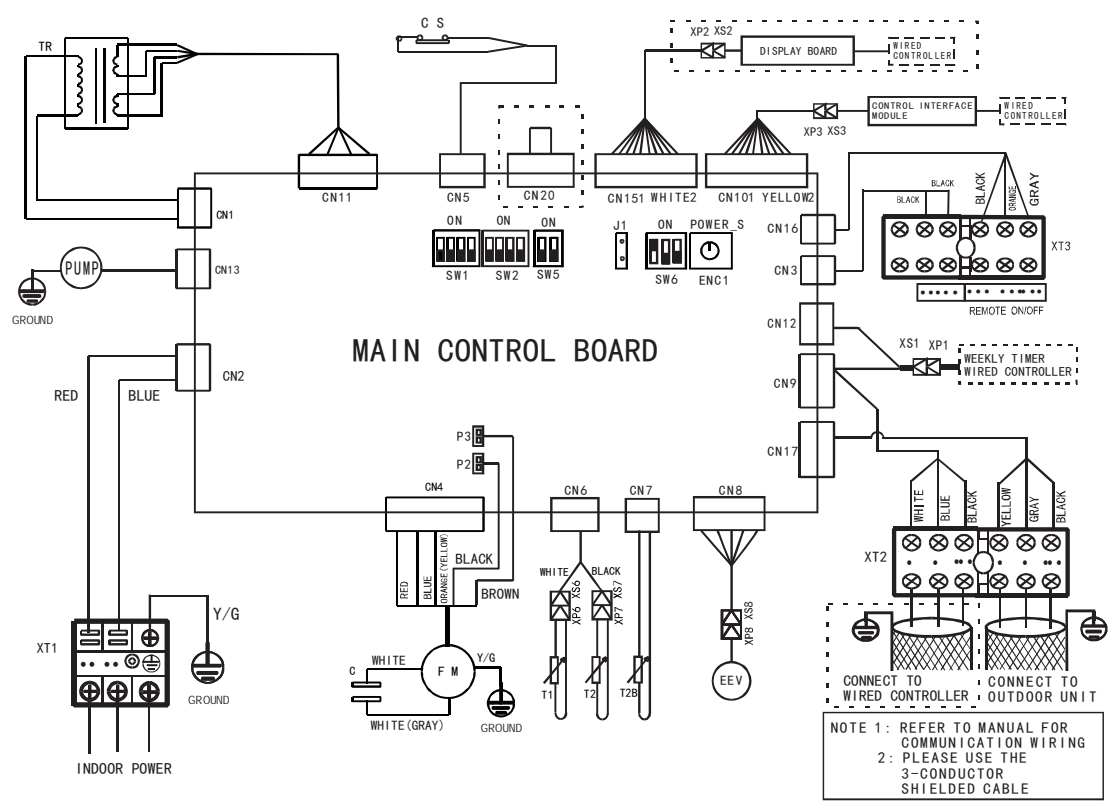 C S
TR
XP2 XS2
DISPLAY BOARD
WIRED
CONTROLLER
CONTROL INTERFACE
MODULE
WIRED
CONTROLLER
XP3 XS3
CN11
CN5
CN20
CN151 WHITE2
CN101 YELLOW2
BLACK
BLACK
BLACK
ORANGE
GRAY
CN1
CN16
XT3
ON
ON
ON
J1
ON
POWER_S
SW1
SW2
SW5
SW6
ENC1
PUMP
CN13
CN3
GROUND
REMOTE ON/OFF
CN12
MAIN CONTROL BOARD
XS1 XP1
WEEKLY TIMER
WIRED CONTROLLER
CN2
CN9
RED
BLUE
P3
P2
CN17
CN4
CN6
CN7
CN8
WHITE
BLUE
BLACK
YELLOW
GRAY
BLACK
RED
BLUE
ORANGE(YELLOW)
BLACK
BROWN
WHITE
BLACK
XT2
XP6 XS6
XP7 XS7
XP8 XS8
Y/G
XT1
GROUND
C
WHITE
FM
Y/G
WHITE(GRAY)
GROUND
T1
T2
T2B
EEV
CONNECT TO
WIRED CONTROLLER
CONNECT TO
OUTDOOR UNIT
INDOOR POWER
NOTE 1: REFER TO MANUAL FOR
COMMUNICATION WIRING
2: PLEASE USE THE
3-CONDUCTOR
SHIELDED CABLE